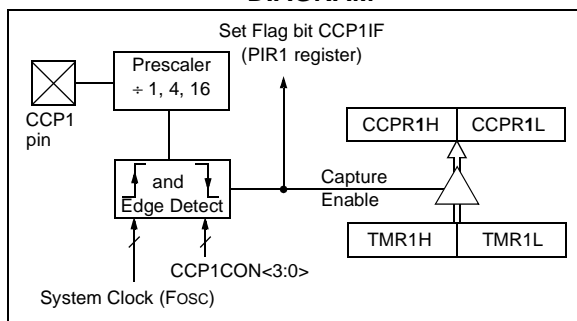 DIAGRAM
Set Flag bit CCP1IF
(PIR1 register)
Prescaler
÷ 1, 4, 16
CCP1
pin
CCPR1H
CCPR1L
and
Edge Detect
Capture
Enable
TMR1H
TMR1L
CCP1CON<3:0>
System Clock (FOSC)